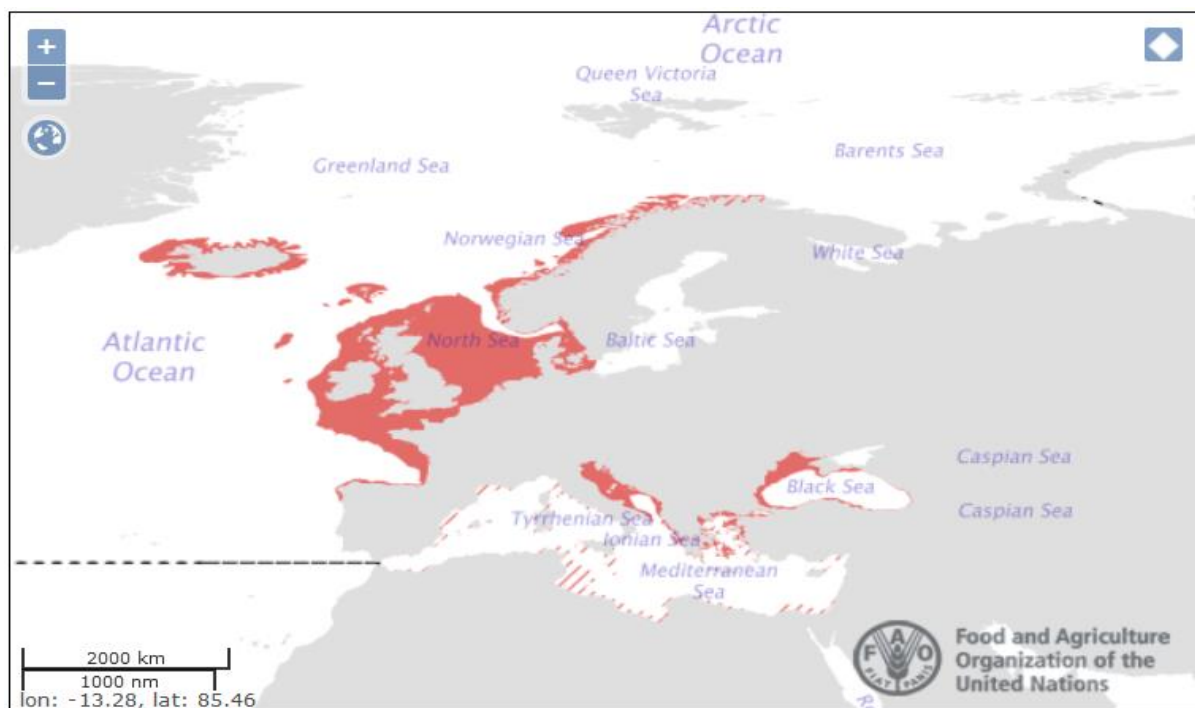 Arctic
Ocean
+
−
Queen Victoria
Sea
Greenland Sea
Barents Sea
Norwegian Sea
White Sea
Atlantic
Ocean
North Sea
Baltic Sea
Caspian Sea
Black Sea
Tyrrhenian Sea
Caspian Sea
Ionian Sea
Mediterranean
Sea
2000 km
1000 nm
lon: -13.28, lat: 85.46
F A O
FIAT PANIS
Food and Agriculture
Organization of the
United Nations